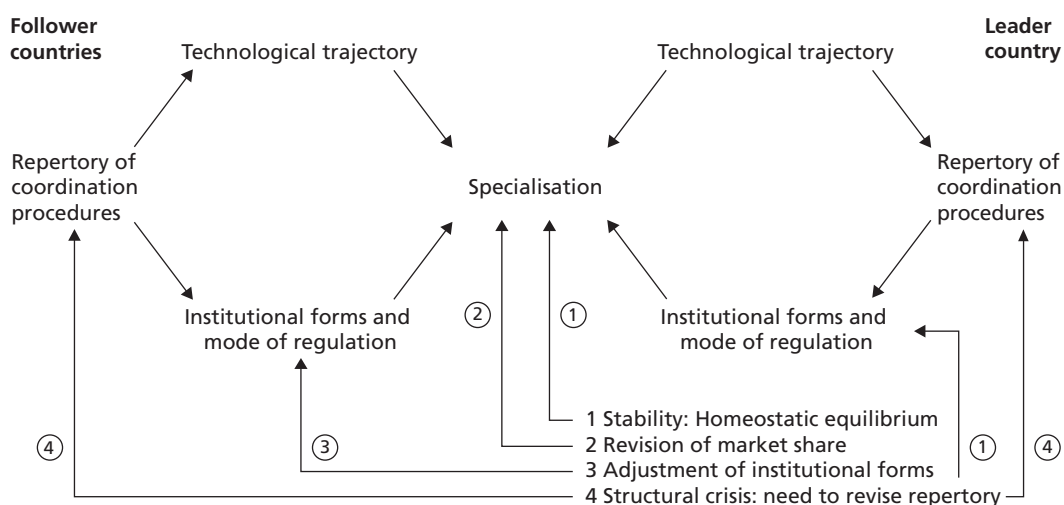 Follower
countries
Technological trajectory
Technological trajectory
Leader
country
Repertory of
coordination
procedures
Specialisation
Repertory of
coordination
procedures
Institutional forms and
mode of regulation
2
1
Institutional forms and
mode of regulation
1 Stability: Homeostatic equilibrium
2 Revision of market share
3 Adjustment of institutional forms
4 Structural crisis: need to revise repertory
4
3
1
4